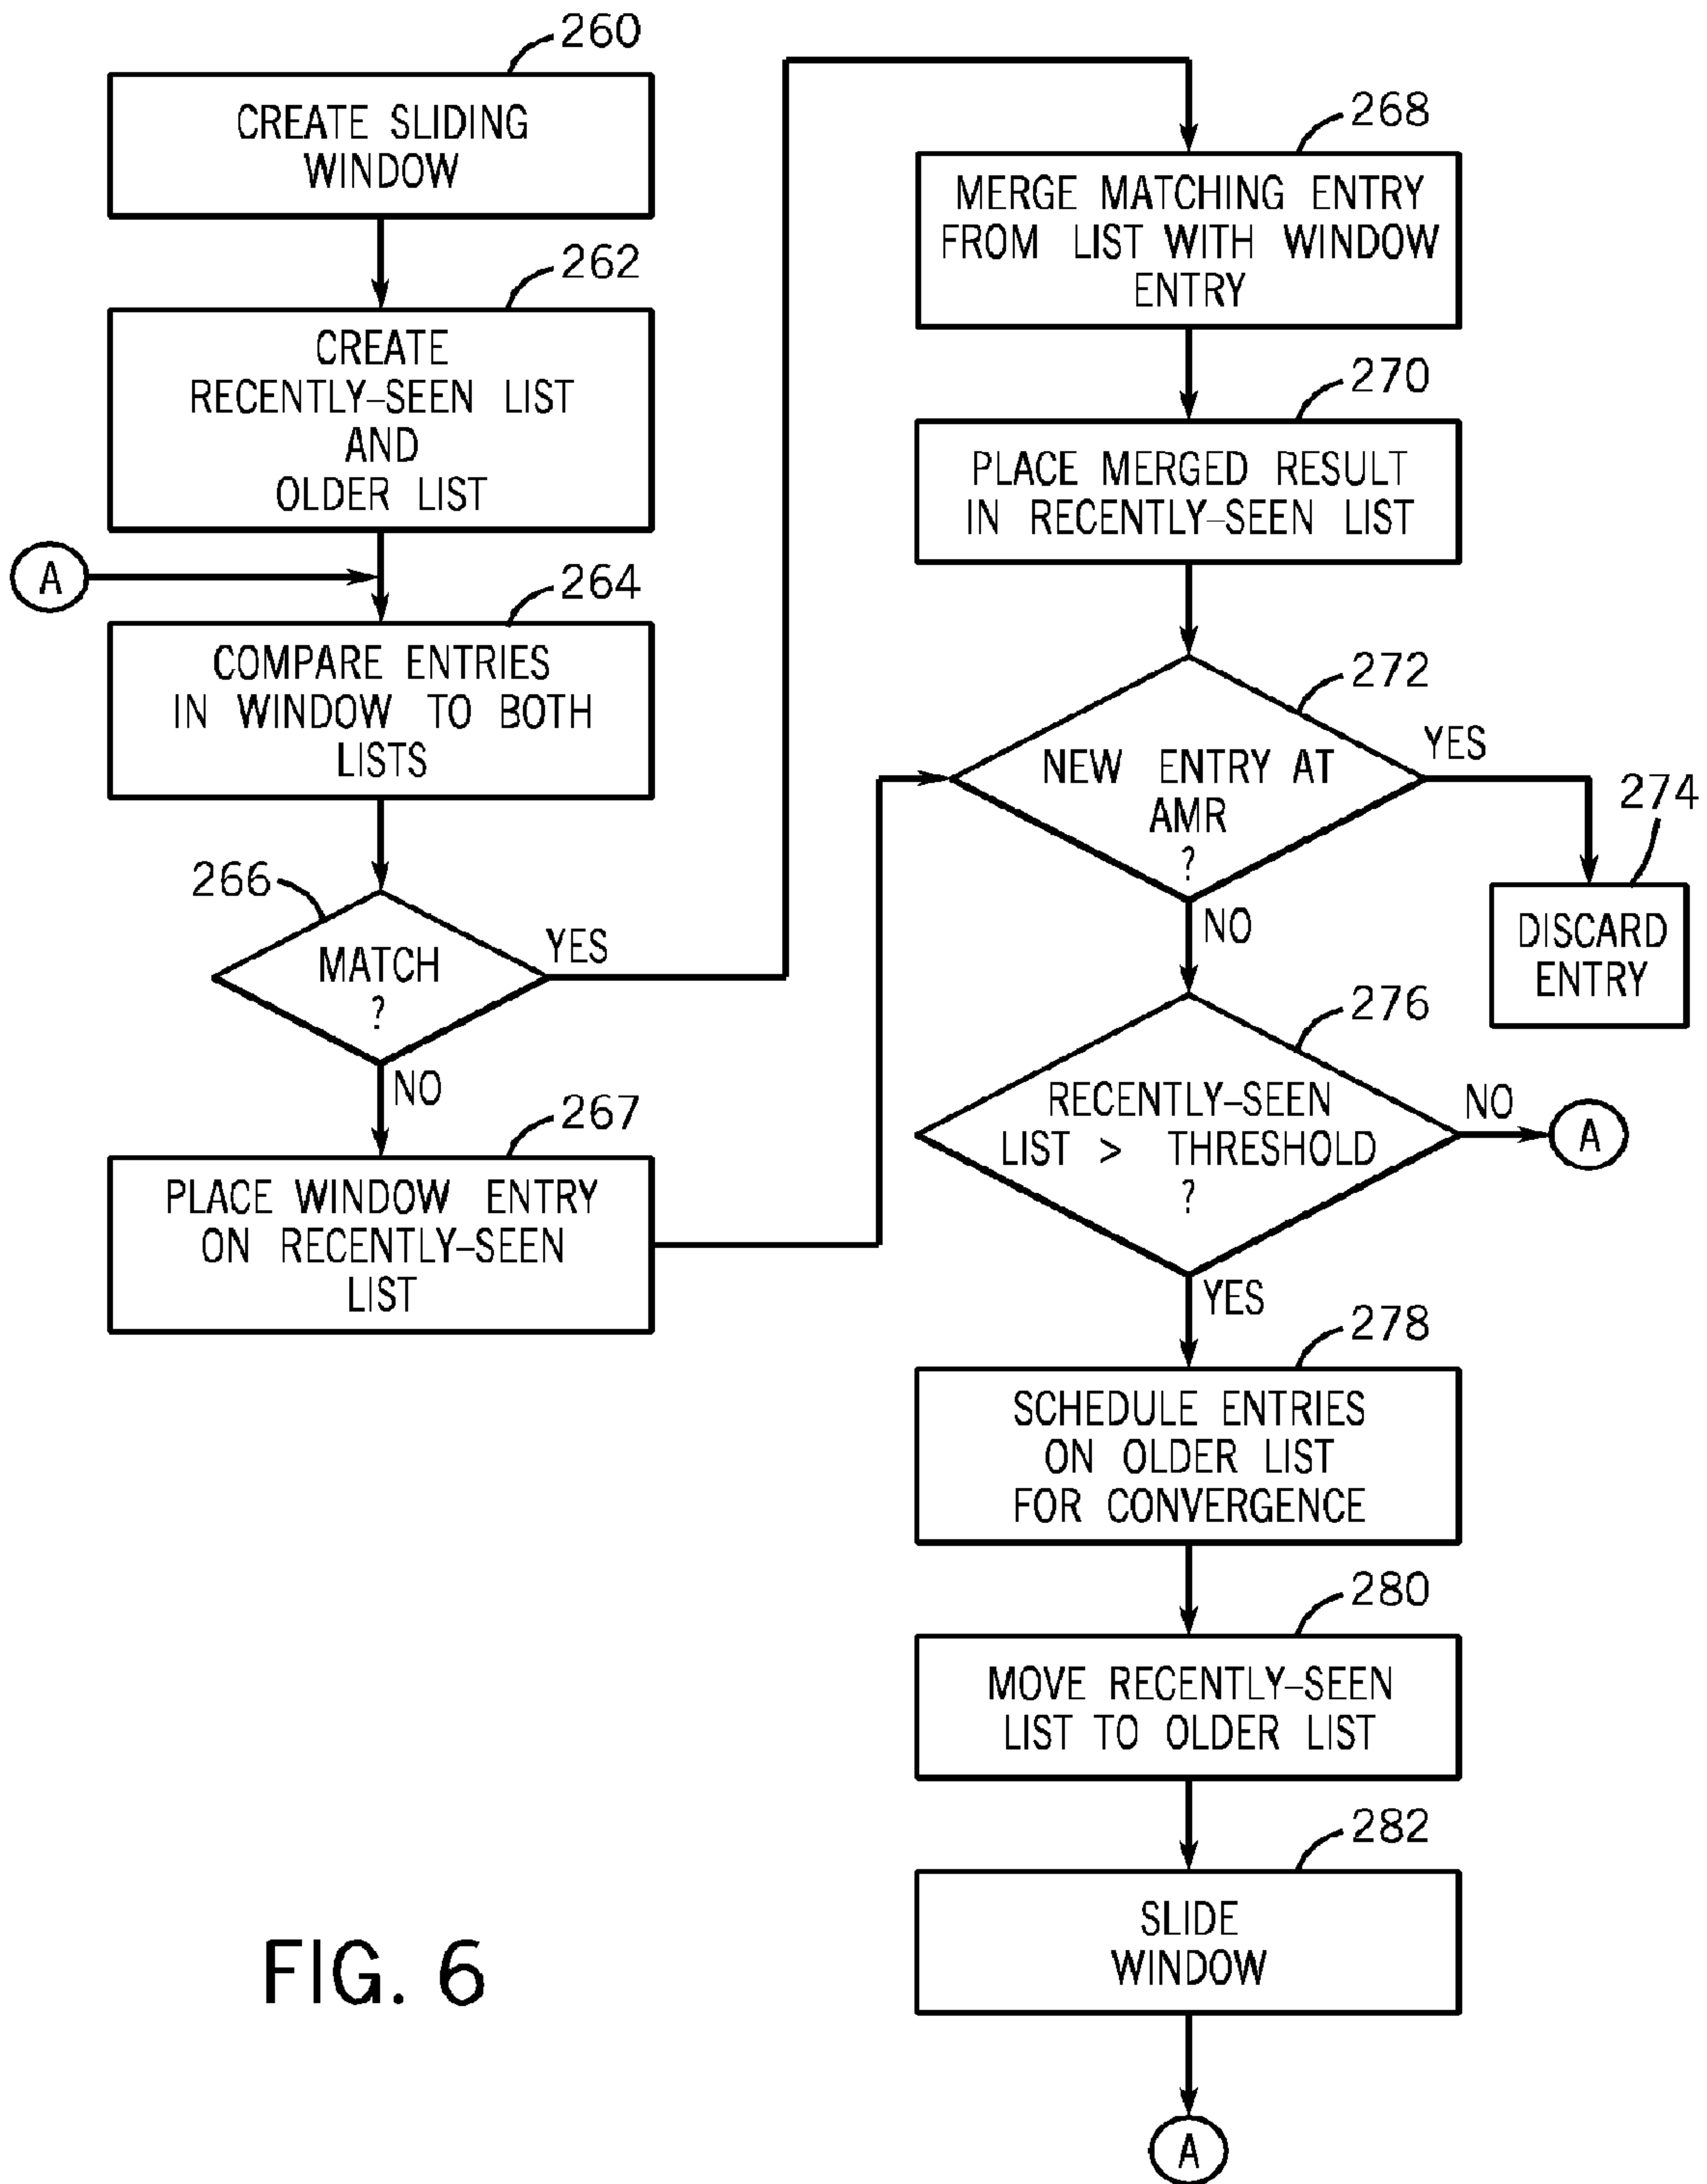 260
CREATE SLIDING
WINDOW
262
CREATE
RECENTLY–SEEN LIST
AND
OLDER LIST
A
264
COMPARE ENTRIES
IN WINDOW TO BOTH
LISTS
266
MATCH
?
YES
NO
267
PLACE WINDOW ENTRY
ON RECENTLY–SEEN
LIST
268
MERGE MATCHING ENTRY
FROM LIST WITH WINDOW
ENTRY
270
PLACE MERGED RESULT
IN RECENTLY–SEEN LIST
272
NEW ENTRY AT
AMR
?
YES
274
DISCARD
ENTRY
NO
276
RECENTLY–SEEN
LIST > THRESHOLD
?
NO
A
YES
278
SCHEDULE ENTRIES
ON OLDER LIST
FOR CONVERGENCE
280
MOVE RECENTLY–SEEN
LIST TO OLDER LIST
282
SLIDE
WINDOW
A
FIG. 6